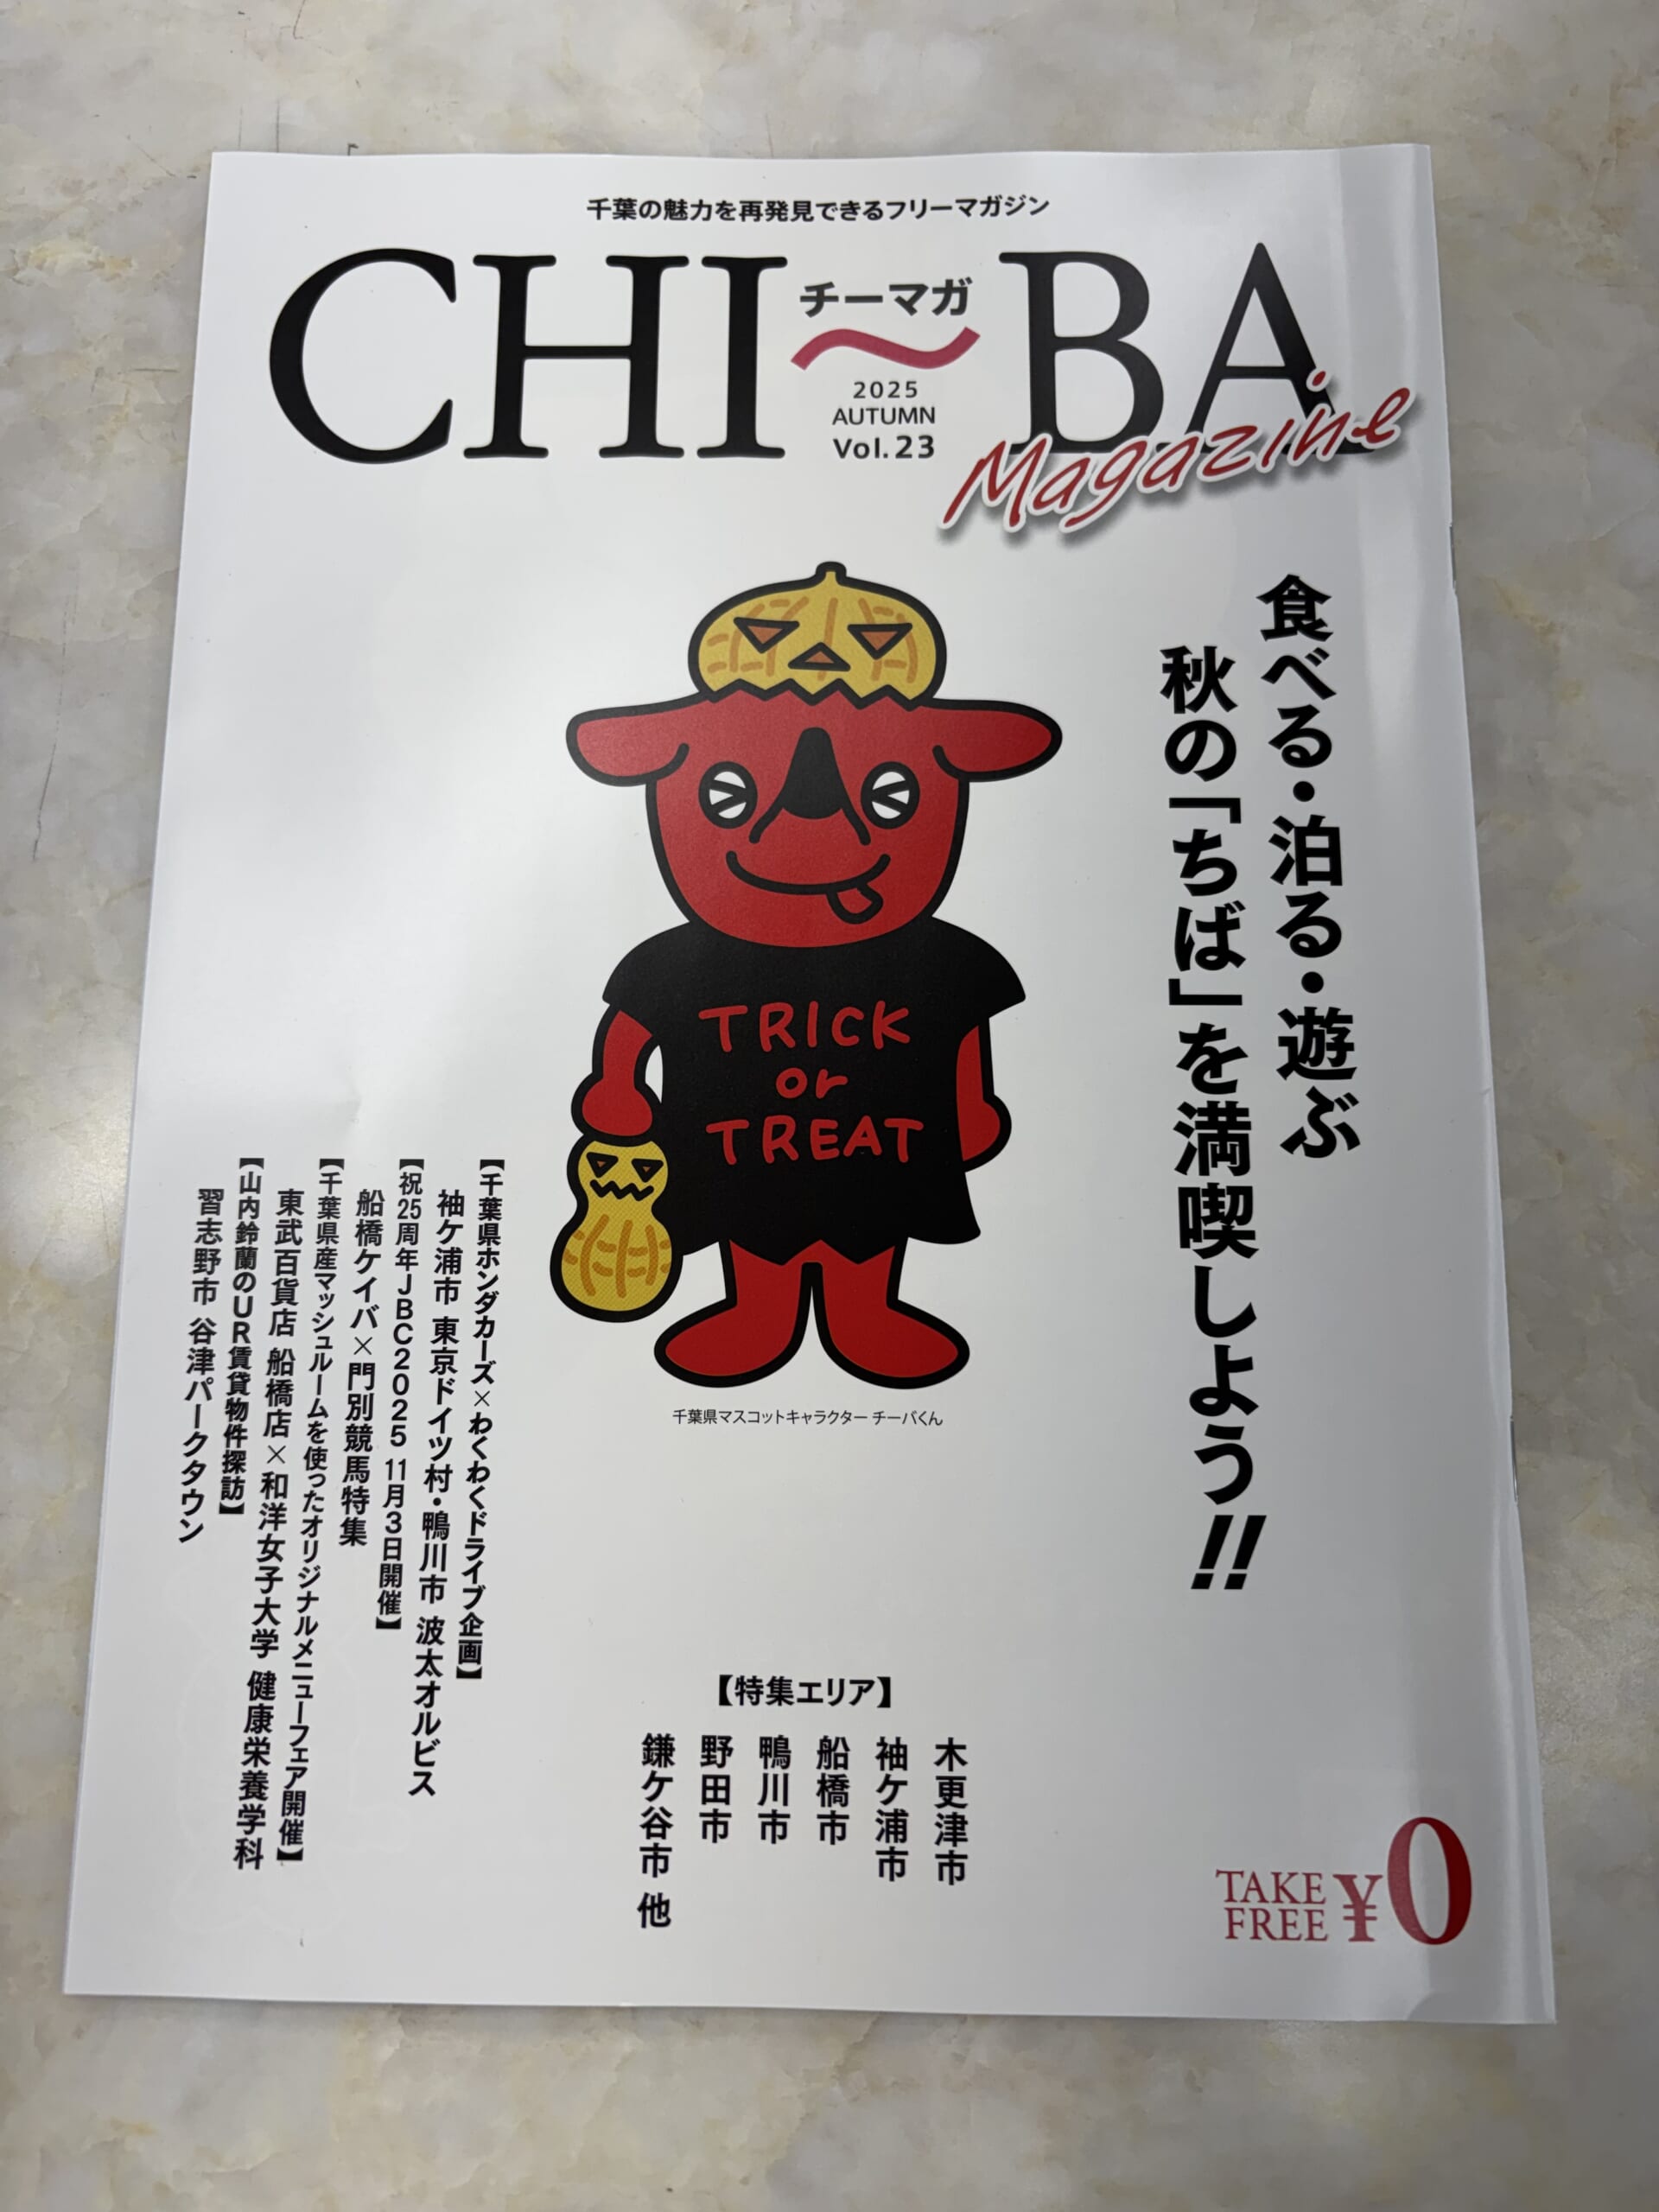 千葉の魅力を再発見できるフリーマガジン
CHI〜BA
チーマガ
2025
AUTUMN
Vol.23
Magazine
食べる・泊る・遊ぶ
秋の「ちば」を満喫しよう!!
TRICK
or
TREAT
千葉県マスコットキャラクター チーバくん
【千葉県ホンダカーズ×わくわくドライブ企画】
袖ケ浦市 東京ドイツ村・鴨川市 波太オルビス
【祝25周年JBC2025 11月3日開催】
船橋ケイバ×門別競馬特集
【千葉県産マッシュルームを使ったオリジナルメニューフェア開催】
東武百貨店 船橋店×和洋女子大学 健康栄養学科
【山内鈴蘭のUR賃貸物件探訪】
習志野市 谷津パークタウン
【特集エリア】
木更津市
袖ケ浦市
船橋市
鴨川市
野田市
鎌ケ谷市 他
TAKE
FREE
¥0